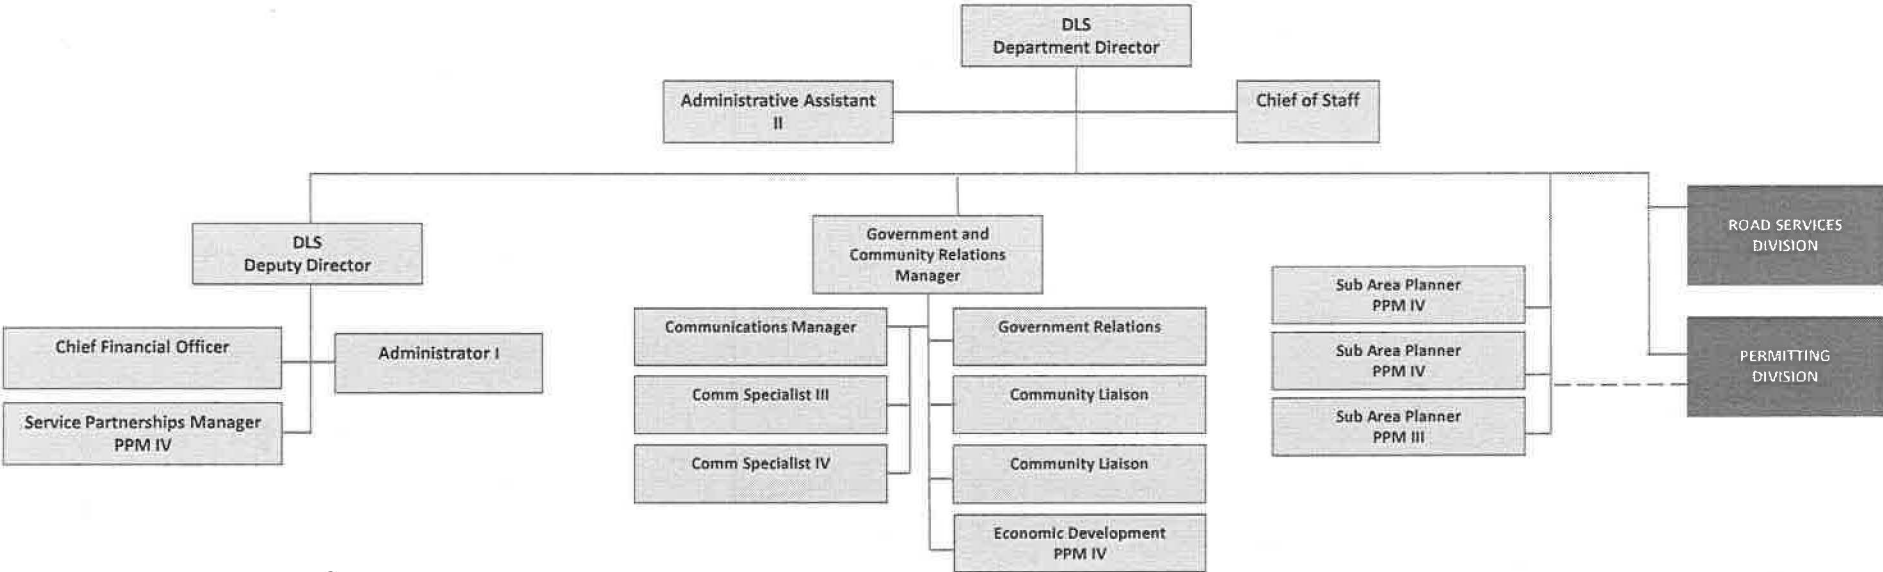 DLS
Department Director
Administrative Assistant
II
Chief of Staff
DLS
Deputy Director
Chief Financial Officer
Administrator I
Service Partnerships Manager
PPM IV
Government and
Community Relations
Manager
Communications Manager
Comm Specialist III
Comm Specialist IV
Government Relations
Community Liaison
Community Liaison
Economic Development
PPM IV
Sub Area Planner
PPM IV
Sub Area Planner
PPM IV
Sub Area Planner
PPM III
ROAD SERVICES
DIVISION
PERMITTING
DIVISION